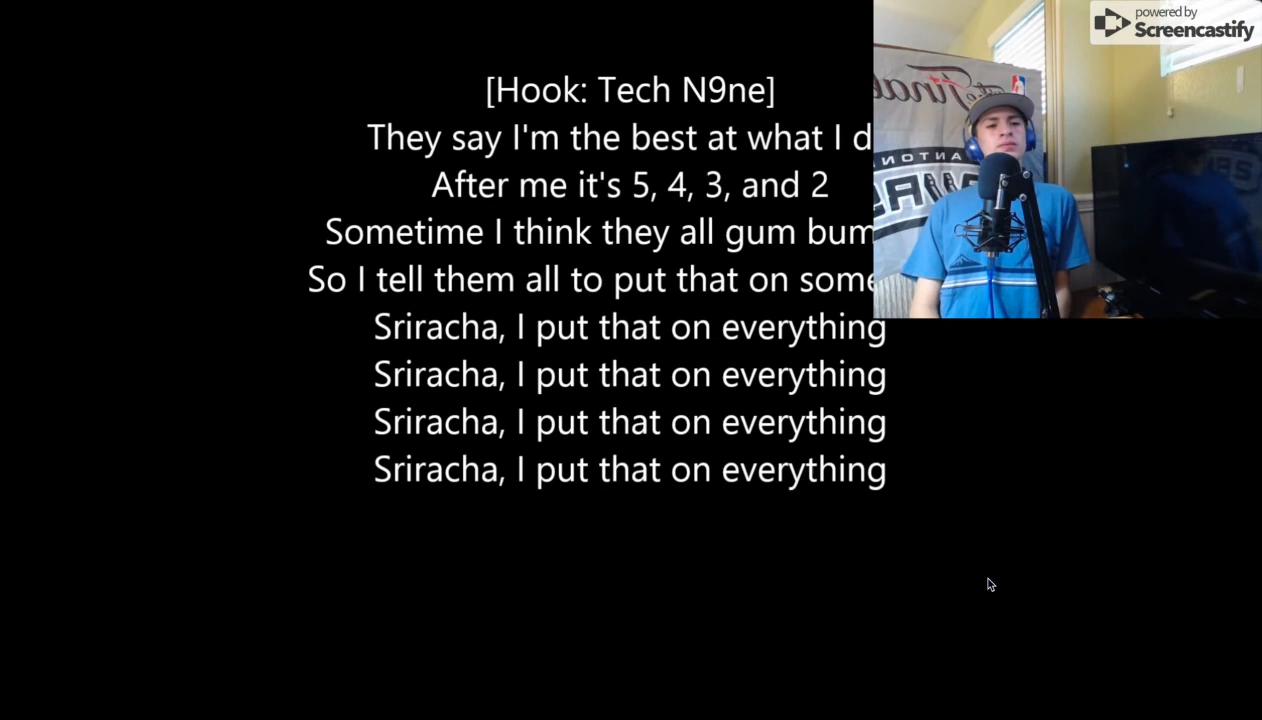 powered by
Screencastify
[Hook: Tech N9ne]
They say I'm the best at what I
After me it's 5, 4, 3, and 2
Sometime I think they all gum
So I tell them all to put that on
Sriracha, I put that on everything
Sriracha, I put that on everything
Sriracha, I put that on everything
Sriracha, I put that on everything